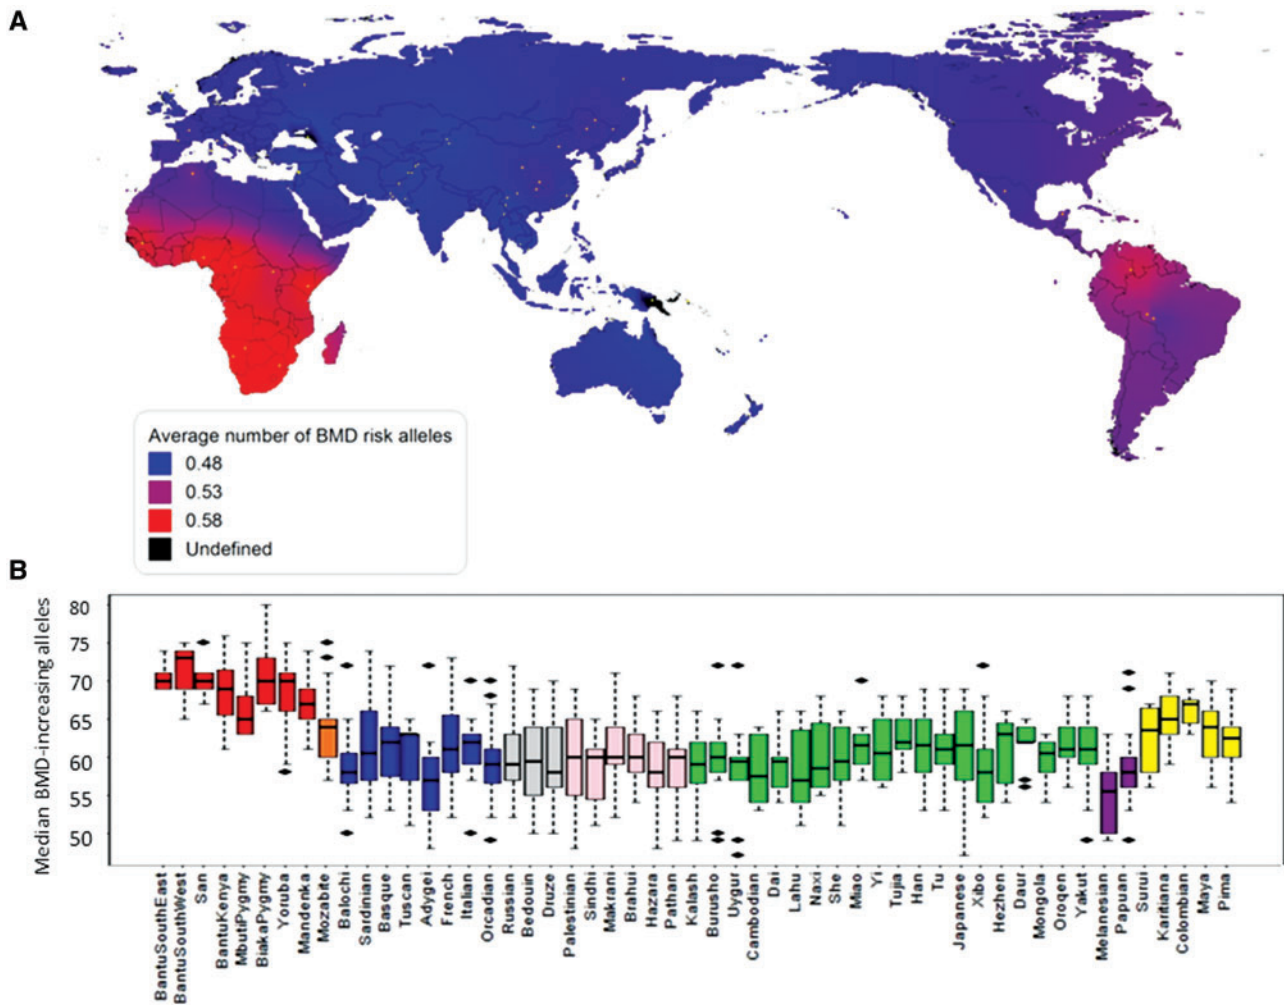 A
Average number of BMD risk alleles
0.48
0.53
0.58
Undefined
B
Median BMD-increasing alleles
80
75
70
65
60
55
50
BantuSouthEast
BantuSouthWest
San
BantuKenya
MbutiPygmy
BiakaPygmy
Yoruba
Mandenka
Mozabite
Balochi
Sardinian
Basque
Tuscan
Adygei
French
Italian
Orcadian
Russian
Bedouin
Druze
Palestinian
Sindhi
Makrani
Brahui
Hazara
Pathan
Kalash
Burusho
Uygur
Cambodian
Dai
Lahu
Naxi
She
Miao
Yi
Tujia
Han
Tu
Japanese
Xibo
Hezhen
Daur
Mongola
Oroqen
Yakut
Melanesian
Papuan
Surui
Karitiana
Colombian
Maya
Pima